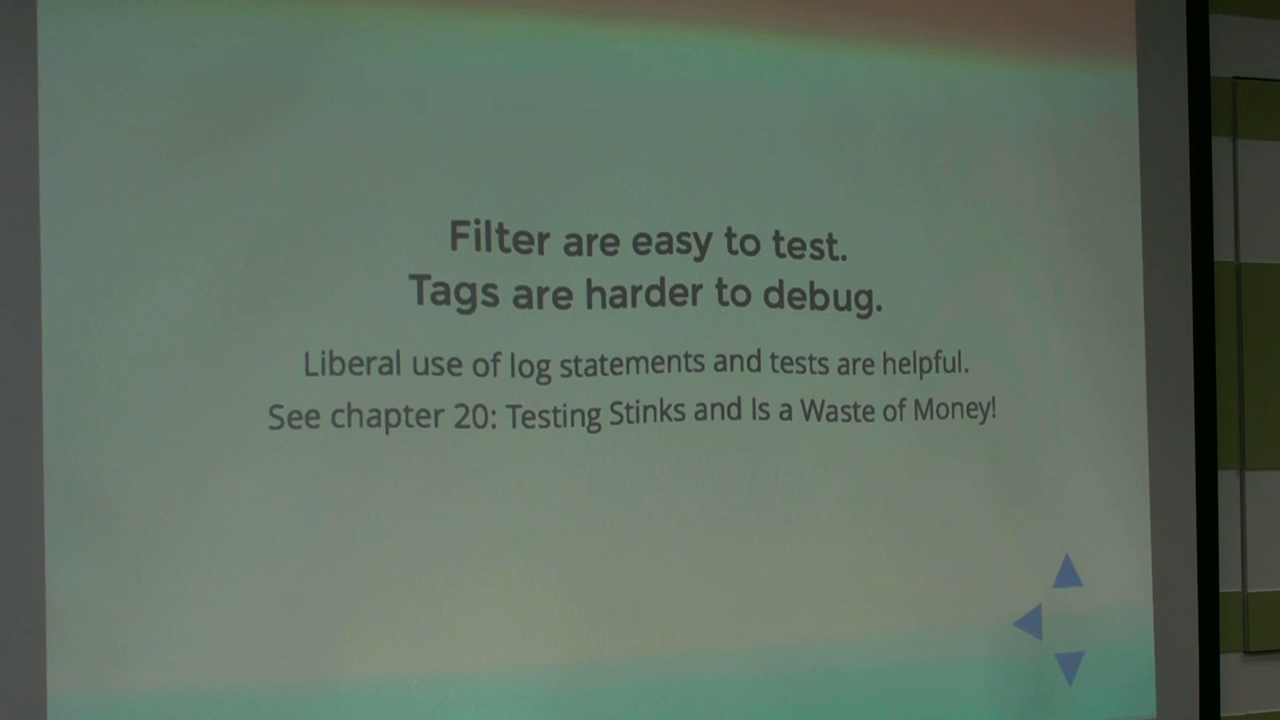 Filter are easy to test.
Tags are harder to debug.
Liberal use of log statements and tests are helpful.
See chapter 20: Testing Stinks and Is a Waste of Money!